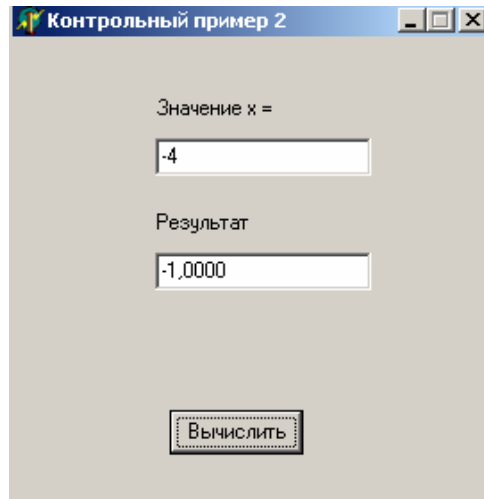 Контрольный пример 2
Значение x =
-4
Результат
-1,0000
Вычислить